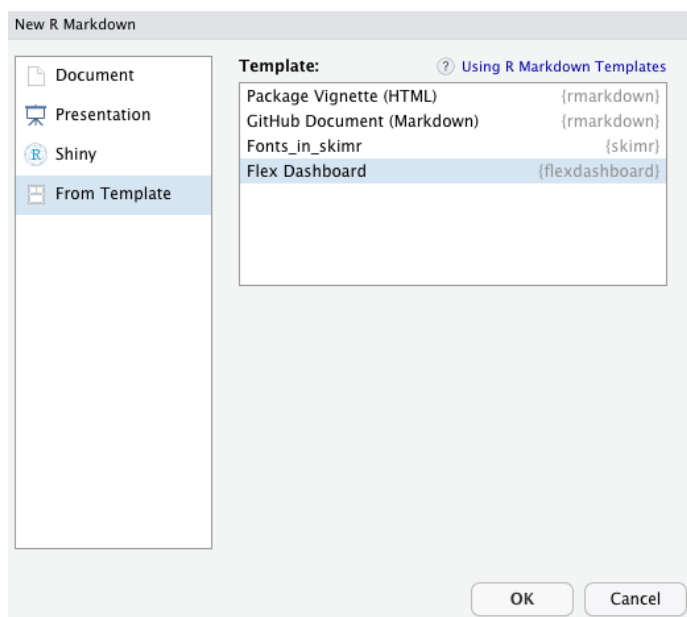 New R Markdown
Document
Presentation
R Shiny
From Template
Template: ? Using R Markdown Templates
Package Vignette (HTML) {rmarkdown}
GitHub Document (Markdown) {rmarkdown}
Fonts_in_skimr {skimr}
Flex Dashboard {flexdashboard}
OK Cancel